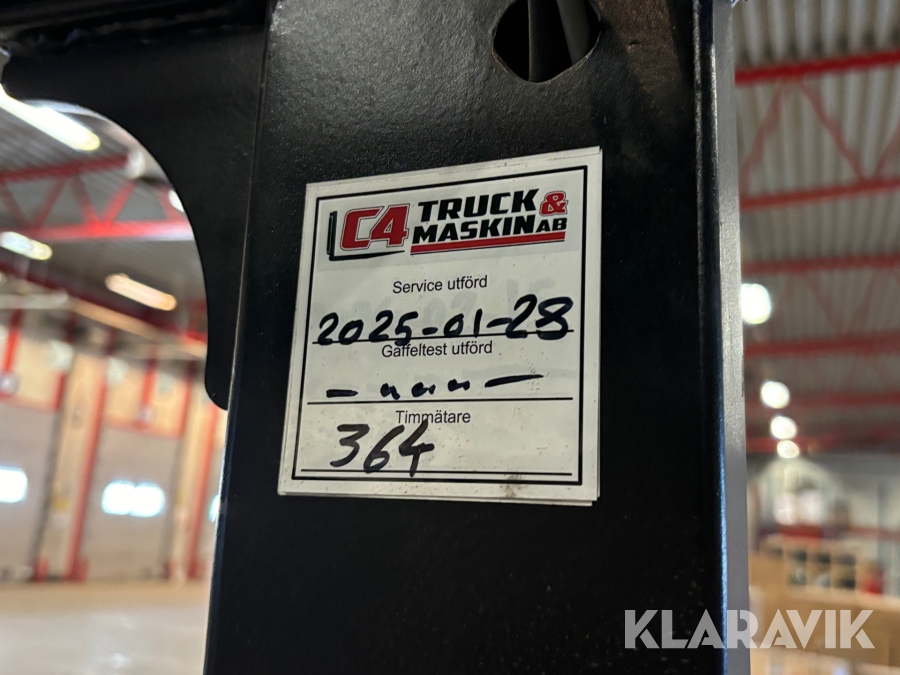 C4 TRUCK &
MASKIN AB
Service utförd
2025-01-28
Gaffeltest utförd
- " " " -
Timmätare
364
KLARAVIK